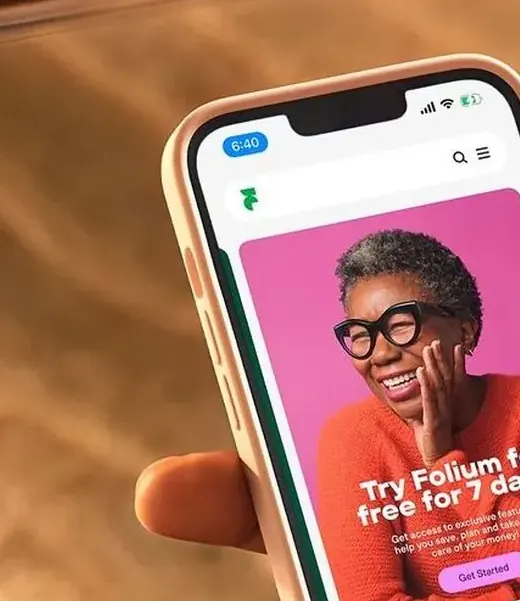 6:40
Try Folium f
free for 7 da
Get access to exclusive featu
help you save, plan and take
care of your money!
Get Started